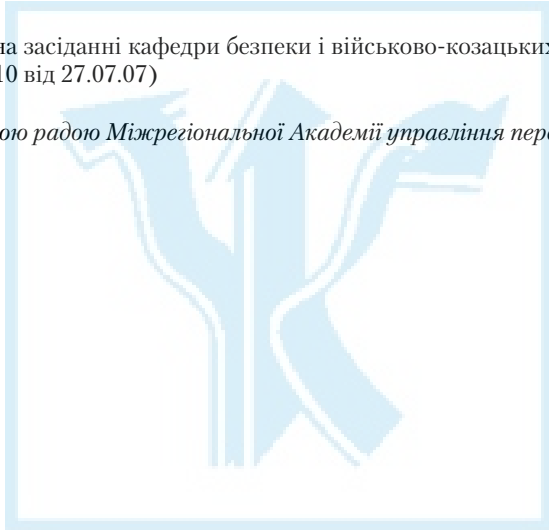 на засіданні кафедри безпеки і військово-козацьких
10 від 27.07.07)
ою радою Міжрегіональної Академії управління перс